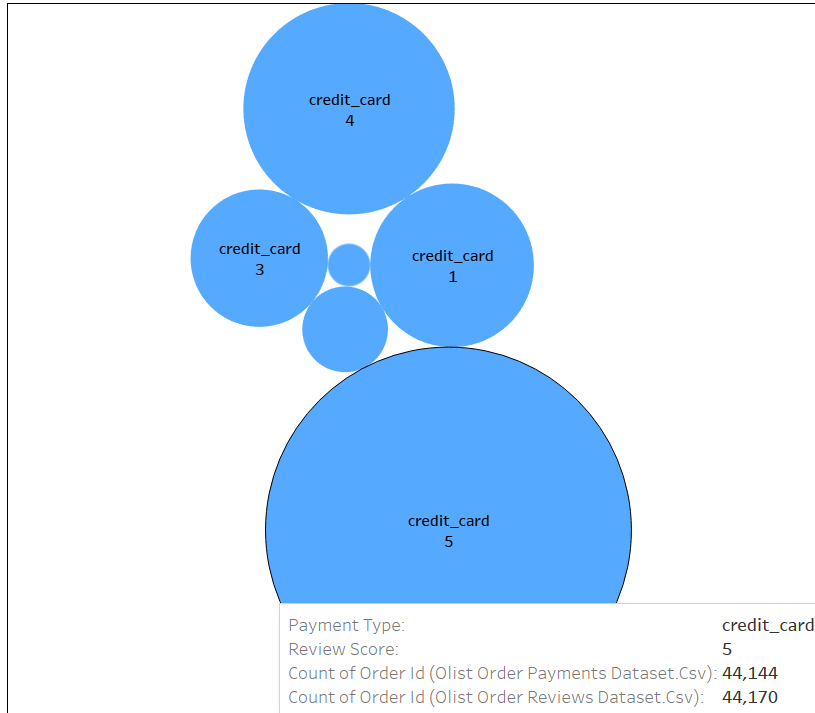 credit_card
4
credit_card
3
credit_card
1
credit_card
5
Payment Type: credit_card
Review Score: 5
Count of Order Id (Olist Order Payments Dataset.Csv): 44,144
Count of Order Id (Olist Order Reviews Dataset.Csv): 44,170